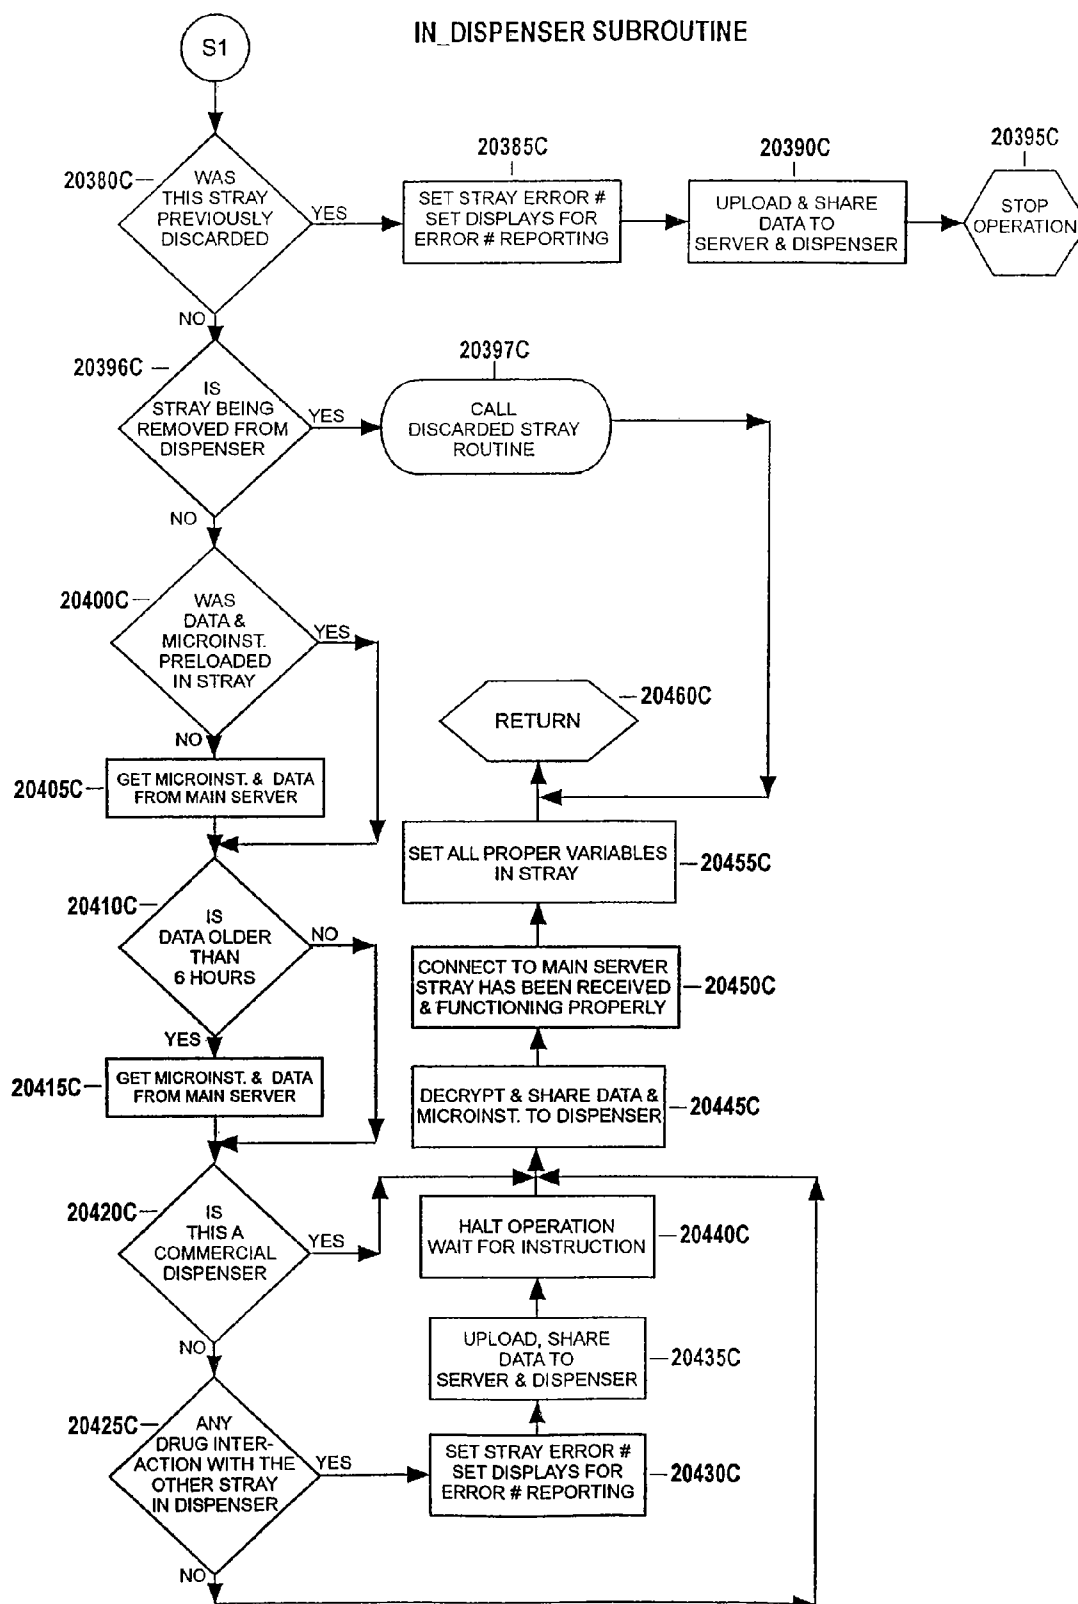 IN_DISPENSER SUBROUTINE
S1
20380C
WAS
THIS STRAY
PREVIOUSLY
DISCARDED
YES
NO
20385C
SET STRAY ERROR #
SET DISPLAYS FOR
ERROR # REPORTING
20390C
UPLOAD & SHARE
DATA TO
SERVER & DISPENSER
20395C
STOP
OPERATION
20396C
IS
STRAY BEING
REMOVED FROM
DISPENSER
YES
NO
20397C
CALL
DISCARDED STRAY
ROUTINE
20400C
WAS
DATA &
MICROINST.
PRELOADED
IN STRAY
YES
NO
20405C
GET MICROINST. & DATA
FROM MAIN SERVER
20410C
IS
DATA OLDER
THAN
6 HOURS
NO
YES
20415C
GET MICROINST. & DATA
FROM MAIN SERVER
20420C
IS
THIS A
COMMERCIAL
DISPENSER
YES
NO
20425C
ANY
DRUG INTER-
ACTION WITH THE
OTHER STRAY
IN DISPENSER
YES
NO
RETURN
20460C
SET ALL PROPER VARIABLES
IN STRAY
20455C
CONNECT TO MAIN SERVER
STRAY HAS BEEN RECEIVED
& FUNCTIONING PROPERLY
20450C
DECRYPT & SHARE DATA &
MICROINST. TO DISPENSER
20445C
HALT OPERATION
WAIT FOR INSTRUCTION
20440C
UPLOAD, SHARE
DATA TO
SERVER & DISPENSER
20435C
SET STRAY ERROR #
SET DISPLAYS FOR
ERROR # REPORTING
20430C